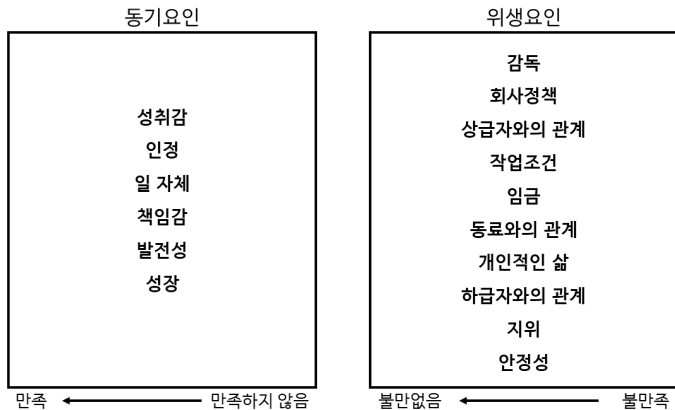 동기요인
성취감
인정
일 자체
책임감
발전성
성장
만족
만족하지 않음
위생요인
감독
회사정책
상급자와의 관계
작업조건
임금
동료와의 관계
개인적인 삶
하급자와의 관계
지위
안정성
불만없음
불만족